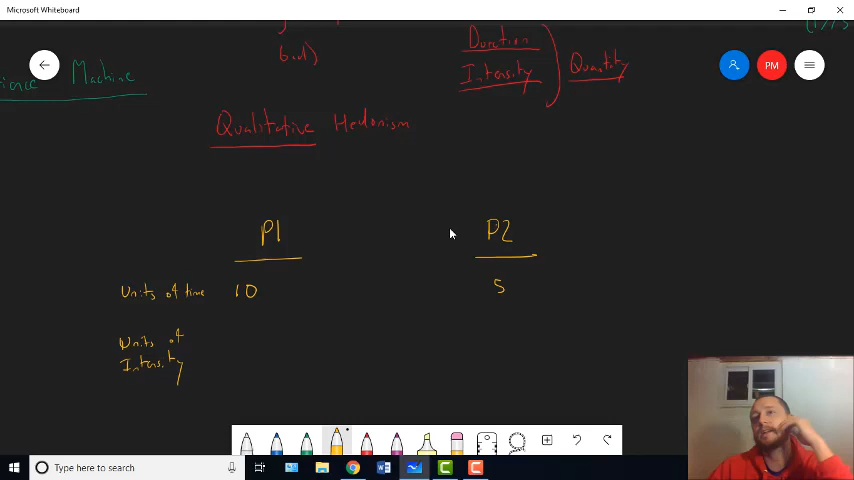 Microsoft Whiteboard
Duration
bad)
Intensity
Quantity
Machine
PM
Qualitative Hedonism
P1
P2
Units of time 10
5
Units of
Intensity
Type here to search